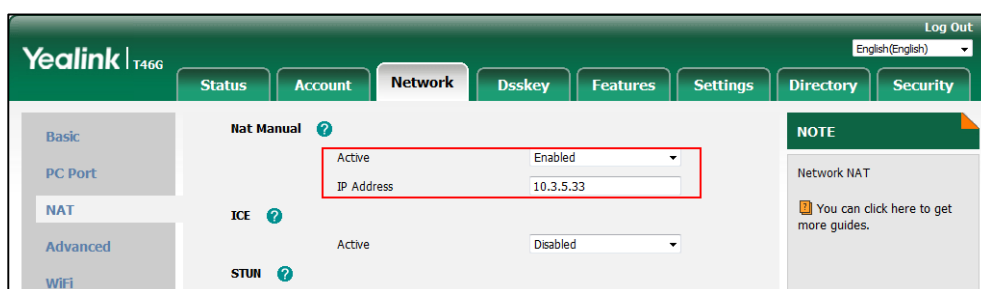 Log Out
Yealink T46G
English(English)
Status Account Network Dsskey Features Settings Directory Security
Basic
PC Port
NAT
Advanced
WiFi
Nat Manual ?
Active Enabled
IP Address 10.3.5.33
ICE ?
Active Disabled
STUN ?
NOTE
Network NAT
? You can click here to get
more guides.